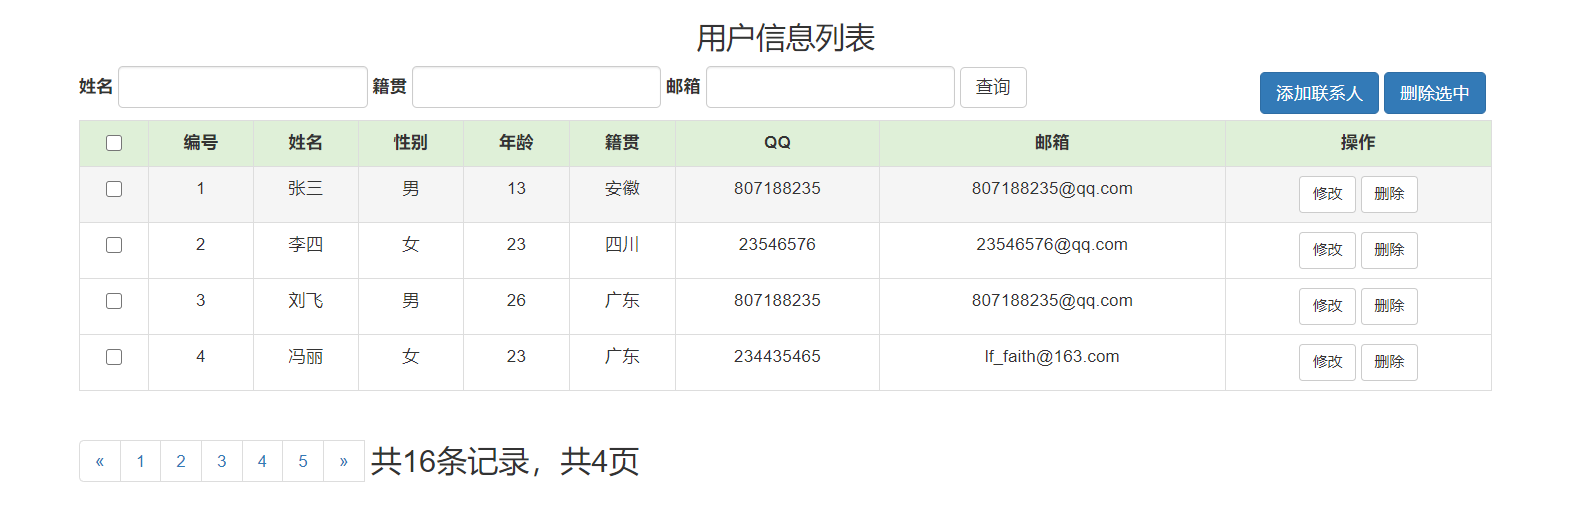 用户信息列表
姓名 籍贯 邮箱 查询 添加联系人 删除选中
编号 姓名 性别 年龄 籍贯 QQ 邮箱 操作
1 张三 男 13 安徽 807188235 807188235@qq.com 修改 删除
2 李四 女 23 四川 23546576 23546576@qq.com 修改 删除
3 刘飞 男 26 广东 807188235 807188235@qq.com 修改 删除
4 冯丽 女 23 广东 234435465 lf_faith@163.com 修改 删除
« 1 2 3 4 5 » 共16条记录，共4页